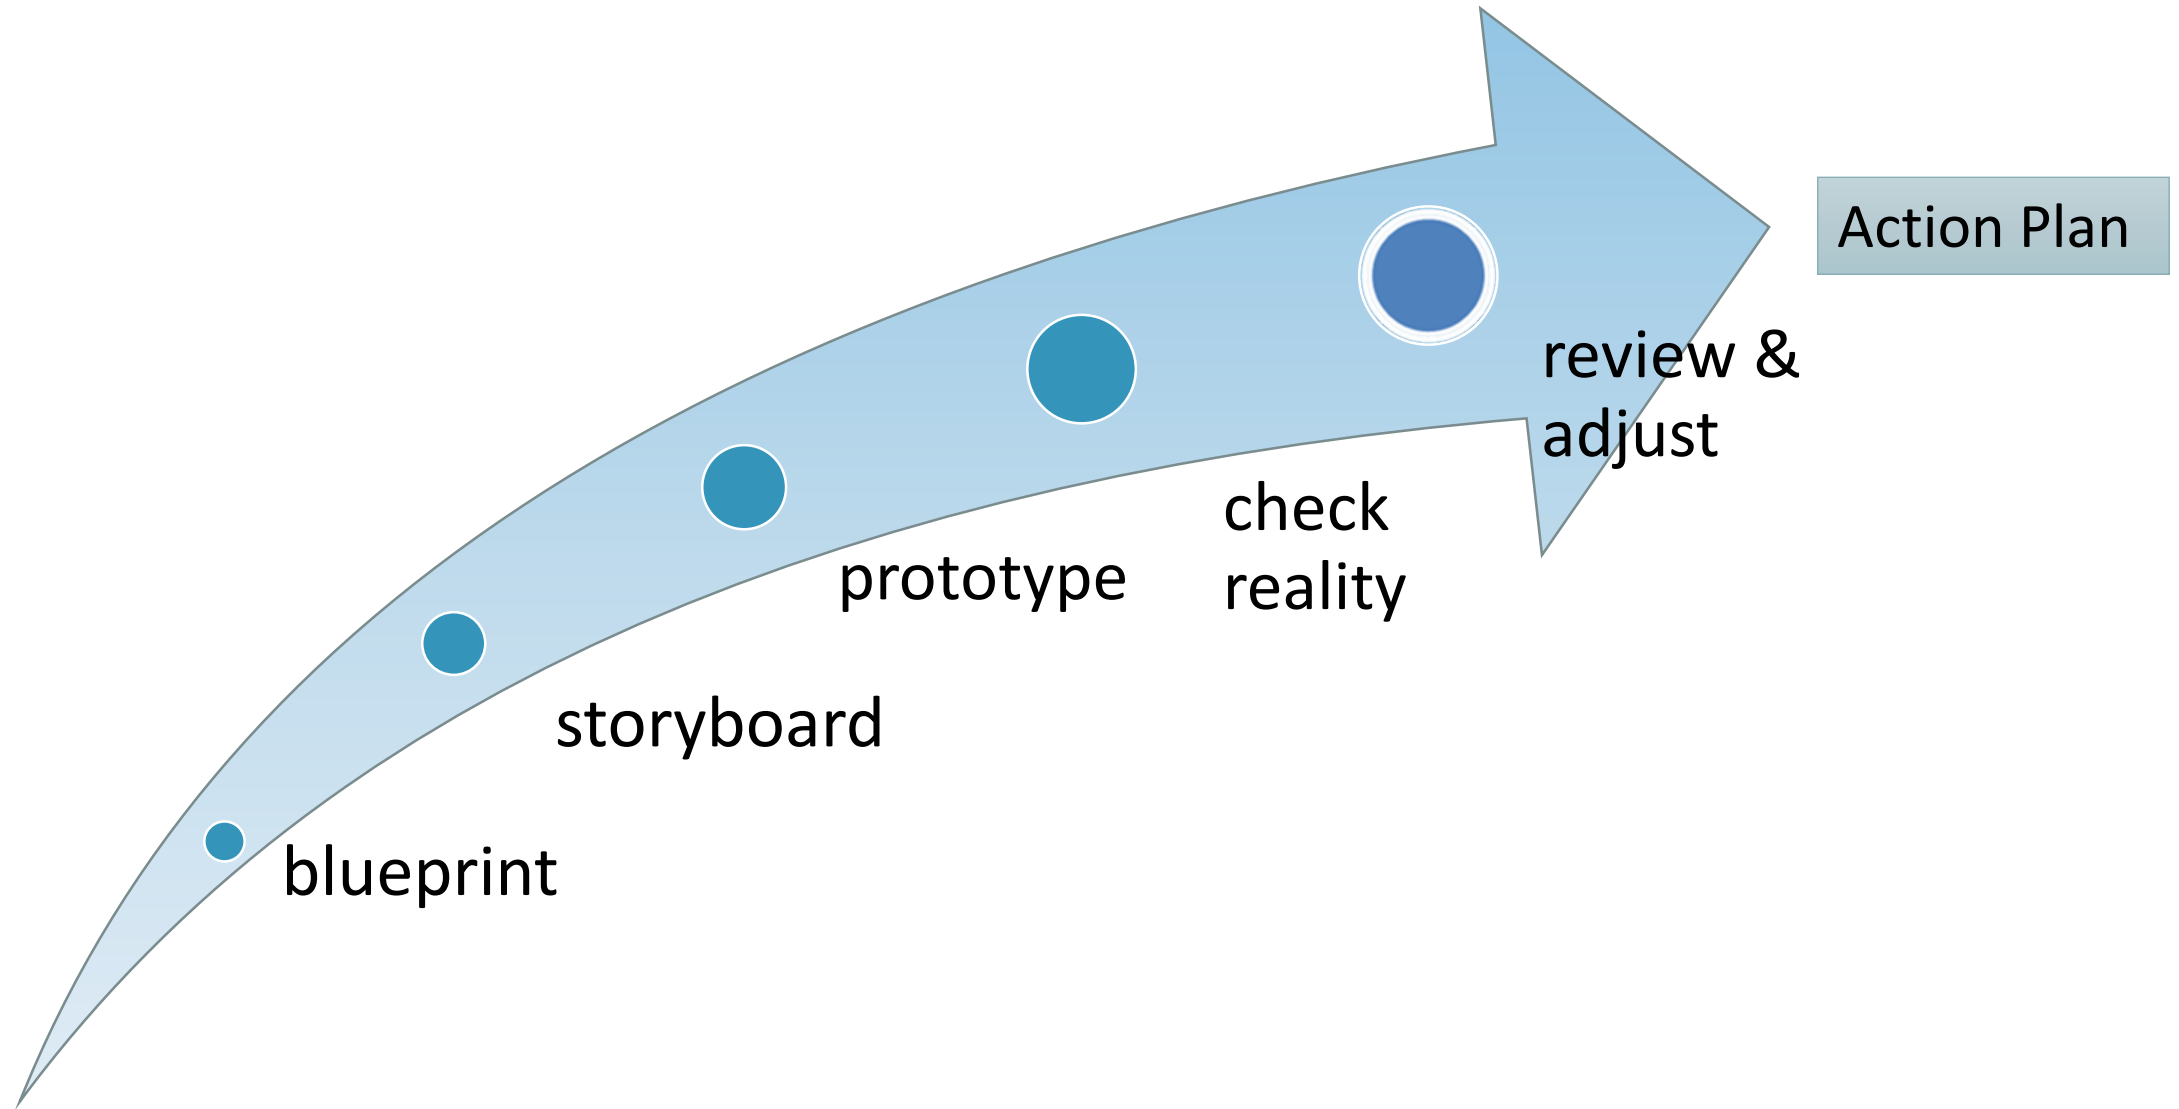 blueprint
storyboard
prototype
check
reality
review &
adjust
Action Plan